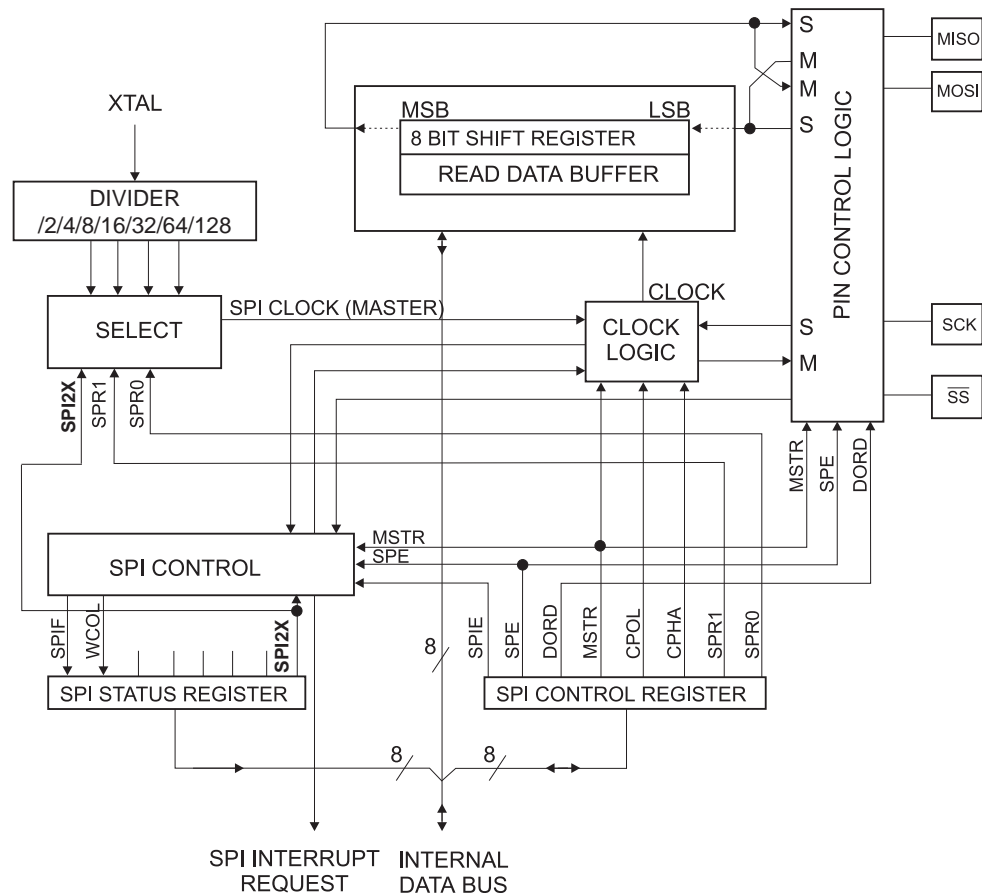 S
MISO
M
M
MOSI
XTAL
MSB
LSB
S
8 BIT SHIFT REGISTER
READ DATA BUFFER
PIN CONTROL LOGIC
DIVIDER
/2/4/8/16/32/64/128
SPI CLOCK (MASTER)
CLOCK
SELECT
CLOCK
LOGIC
S
SCK
M
SS
SPI2X
SPR1
SPR0
MSTR
SPE
DORD
MSTR
SPE
SPI CONTROL
SPIF
WCOL
SPI2X
SPIE
SPE
DORD
MSTR
CPOL
CPHA
SPR1
SPR0
8
SPI STATUS REGISTER
SPI CONTROL REGISTER
8
8
SPI INTERRUPT
REQUEST
INTERNAL
DATA BUS